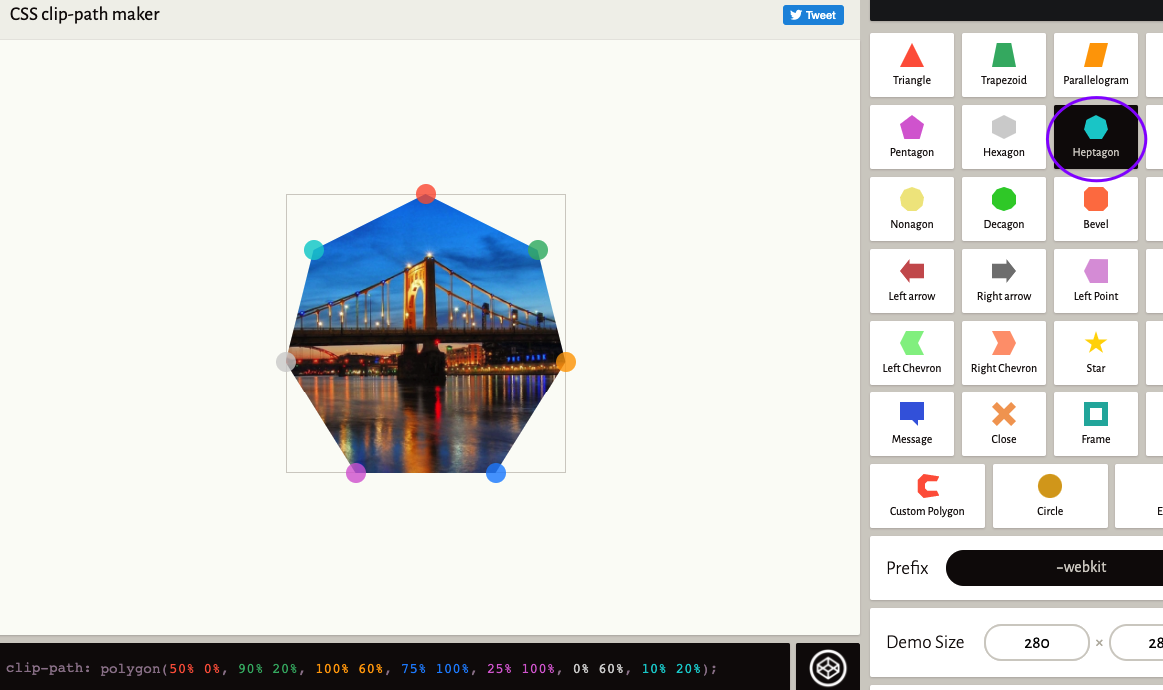 CSS clip-path maker
Tweet
Triangle
Trapezoid
Parallelogram
Pentagon
Hexagon
Heptagon
Nonagon
Decagon
Bevel
Left arrow
Right arrow
Left Point
Left Chevron
Right Chevron
Star
Message
Close
Frame
Custom Polygon
Circle
E
Prefix
-webkit
Demo Size
280
×
28
clip-path: polygon(50% 0%, 90% 20%, 100% 60%, 75% 100%, 25% 100%, 0% 60%, 10% 20%);